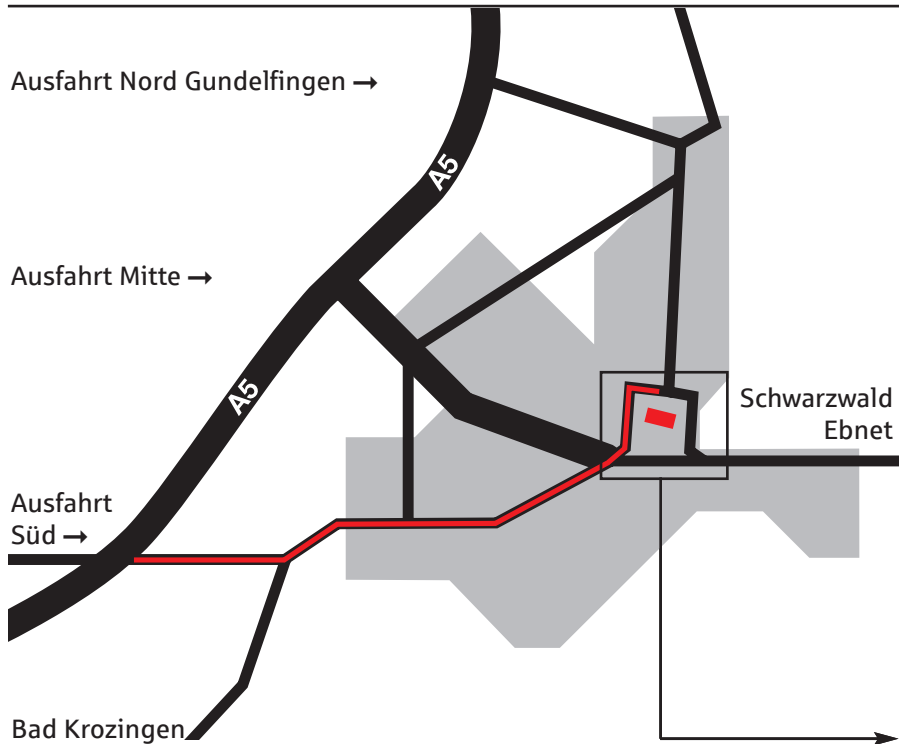 Ausfahrt Nord Gundelfingen →
A5
Ausfahrt Mitte →
A5
Schwarzwald
Ebnet
Ausfahrt
Süd →
Bad Krozingen